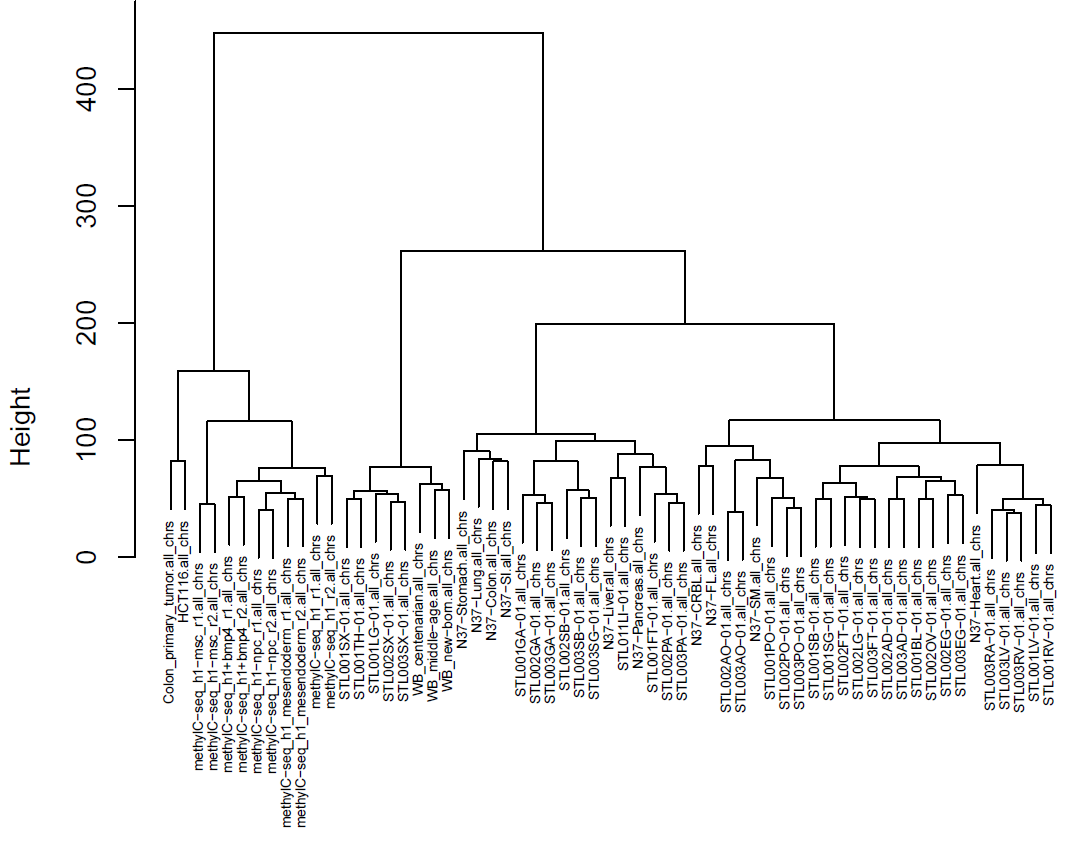 Height
0
100
200
300
400
Colon_primary_tumor.all_chrs
HCT116.all_chrs
methylC−seq_h1−msc_r1.all_chrs
methylC−seq_h1−msc_r2.all_chrs
methylC−seq_h1+bmp4_r1.all_chrs
methylC−seq_h1+bmp4_r2.all_chrs
methylC−seq_h1−npc_r1.all_chrs
methylC−seq_h1−npc_r2.all_chrs
methylC−seq_h1_mesendoderm_r1.all_chrs
methylC−seq_h1_mesendoderm_r2.all_chrs
methylC−seq_h1_r1.all_chrs
methylC−seq_h1_r2.all_chrs
STL001SX−01.all_chrs
STL001TH−01.all_chrs
STL001LG−01.all_chrs
STL002SX−01.all_chrs
STL003SX−01.all_chrs
WB_centenarian.all_chrs
WB_middle−age.all_chrs
WB_new−born.all_chrs
N37−Stomach.all_chrs
N37−Lung.all_chrs
N37−Colon.all_chrs
N37−SI.all_chrs
STL001GA−01.all_chrs
STL002GA−01.all_chrs
STL003GA−01.all_chrs
STL002SB−01.all_chrs
STL003SB−01.all_chrs
STL003SG−01.all_chrs
N37−Liver.all_chrs
STL011LI−01.all_chrs
N37−Pancreas.all_chrs
STL001FT−01.all_chrs
STL002PA−01.all_chrs
STL003PA−01.all_chrs
N37−CRBL.all_chrs
N37−FL.all_chrs
STL002AO−01.all_chrs
STL003AO−01.all_chrs
N37−SM.all_chrs
STL001PO−01.all_chrs
STL002PO−01.all_chrs
STL003PO−01.all_chrs
STL001SB−01.all_chrs
STL001SG−01.all_chrs
STL002FT−01.all_chrs
STL002LG−01.all_chrs
STL003FT−01.all_chrs
STL002AD−01.all_chrs
STL003AD−01.all_chrs
STL001BL−01.all_chrs
STL002OV−01.all_chrs
STL002EG−01.all_chrs
STL003EG−01.all_chrs
N37−Heart.all_chrs
STL003RA−01.all_chrs
STL003LV−01.all_chrs
STL003RV−01.all_chrs
STL001LV−01.all_chrs
STL001RV−01.all_chrs